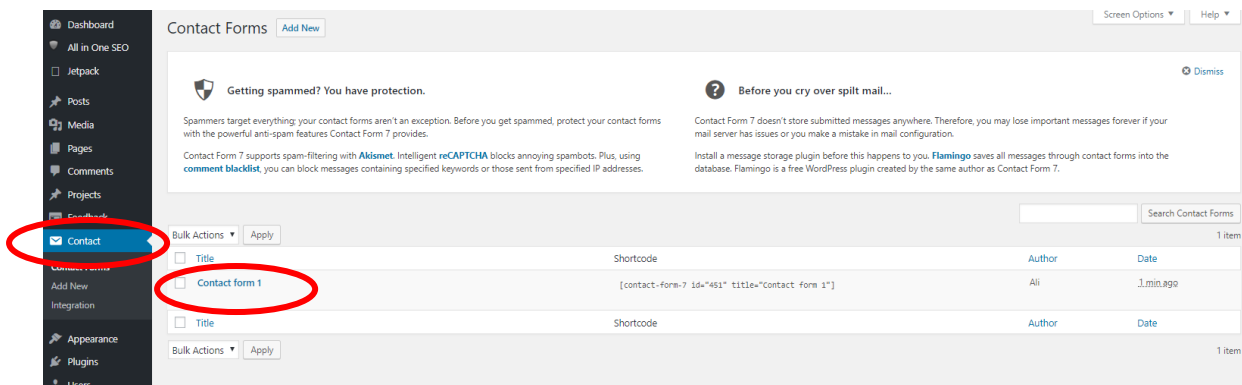 Dashboard
All in One SEO
Jetpack
Posts
Media
Pages
Comments
Projects
Feedback
Contact
Contact Forms
Add New
Integration
Appearance
Plugins
Users
Screen Options ▼
Help ▼
Contact Forms
Add New
Dismiss
Getting spammed? You have protection.
Spammers target everything; your contact forms aren't an exception. Before you get spammed, protect your contact forms
with the powerful anti-spam features Contact Form 7 provides.
Contact Form 7 supports spam-filtering with Akismet. Intelligent reCAPTCHA blocks annoying spambots. Plus, using
comment blacklist, you can block messages containing specified keywords or those sent from specified IP addresses.
Before you cry over spilt mail...
Contact Form 7 doesn't store submitted messages anywhere. Therefore, you may lose important messages forever if your
mail server has issues or you make a mistake in mail configuration.
Install a message storage plugin before this happens to you. Flamingo saves all messages through contact forms into the
database. Flamingo is a free WordPress plugin created by the same author as Contact Form 7.
Search Contact Forms
Bulk Actions ▼ Apply
1 item
Title Shortcode Author Date
Contact form 1 [contact-form-7 id="451" title="Contact form 1"] Ali 1 min ago
Title Shortcode Author Date
Bulk Actions ▼ Apply
1 item